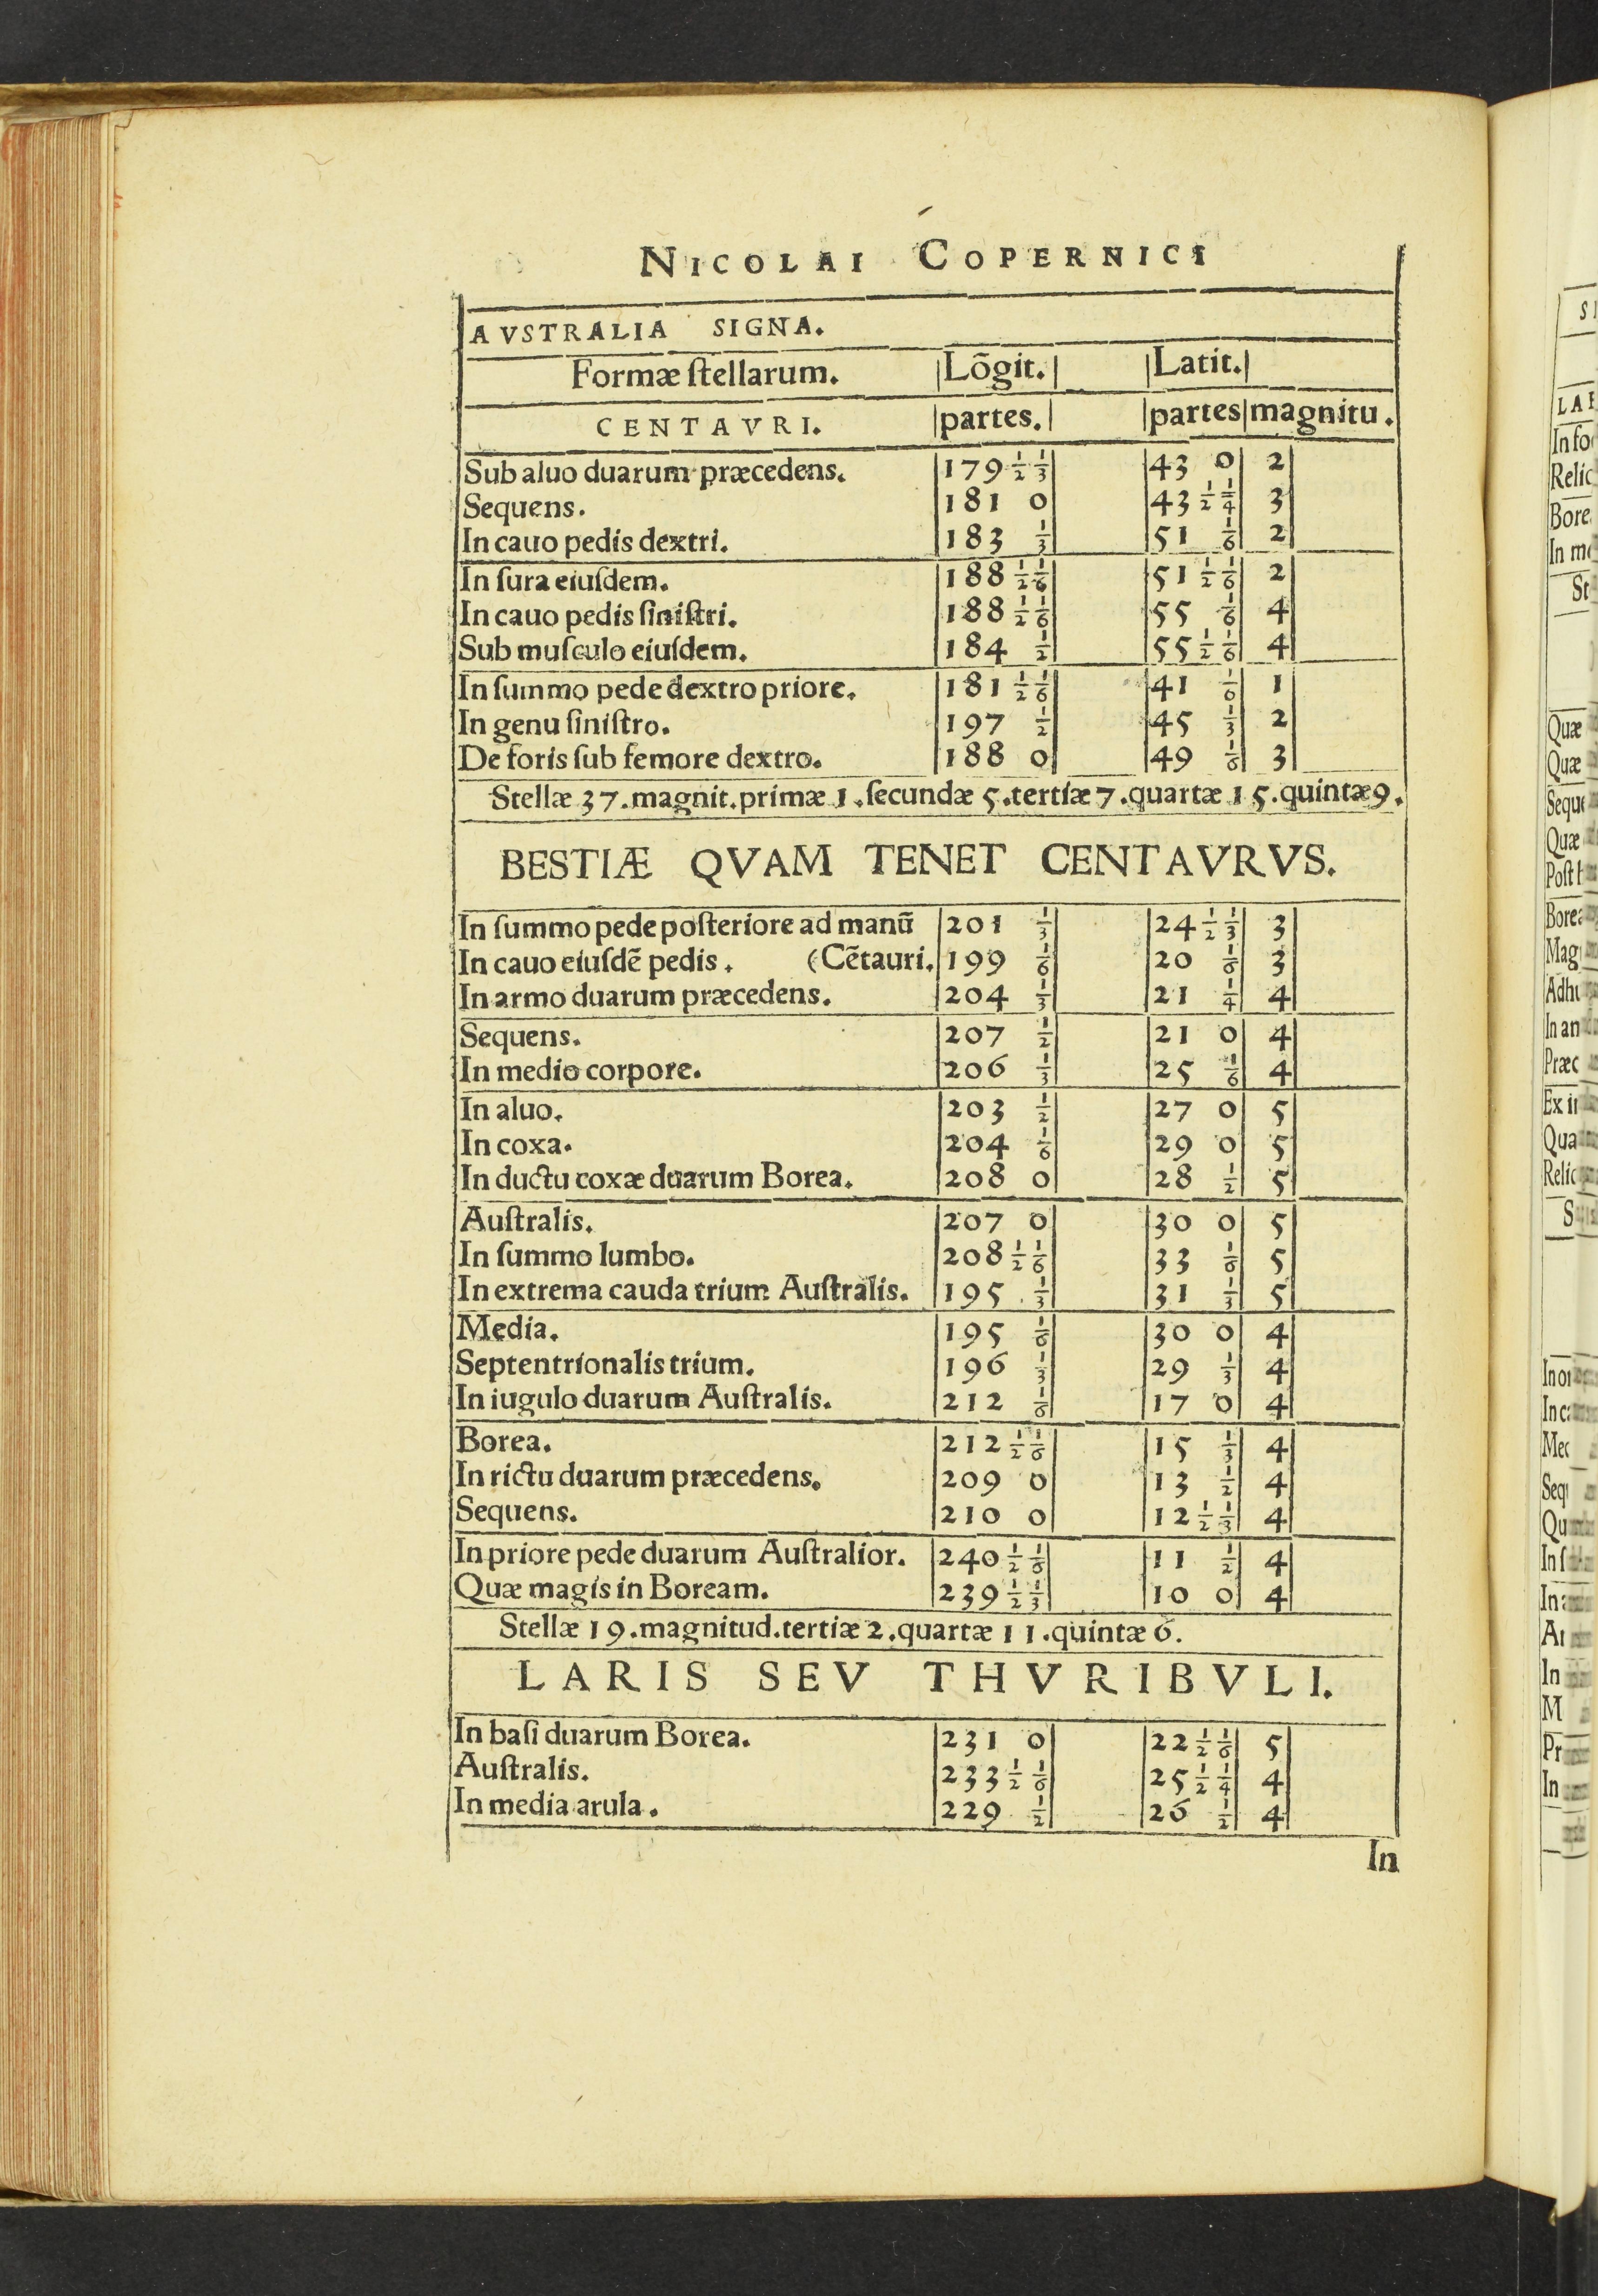 NICOLAI COPERNICI
AVSTRALIA SIGNA.
Formæ ſtellarum. Lõgit. Latit.
CENTAVRI. partes. partes magnitu.
Sub aluo duarum præcedens. 179 1/2 1/3 43 0 2
Sequens. 181 0 43 1/2 1/4 3
In cauo pedis dextri. 183 1/3 51 1/6 2
In ſura eiuſdem. 188 1/2 1/6 51 1/2 1/6 2
In cauo pedis ſiniſtri. 188 1/2 1/6 55 1/6 4
Sub muſculo eiuſdem. 184 1/2 55 1/2 1/6 4
In ſummo pede dextro priore. 181 1/2 1/6 41 1/6 1
In genu ſiniſtro. 197 1/2 45 1/3 2
De foris ſub femore dextro. 188 0 49 1/6 3
Stellæ 37. magnit. primæ 1. ſecundæ 5. tertiæ 7. quartæ 15. quintæ 9.
BESTIÆ QVAM TENET CENTAVRVS.
In ſummo pede poſteriore ad manũ 201 1/3 24 1/2 1/3 3
In cauo eiuſdẽ pedis. (Cẽtauri. 199 1/6 20 1/6 3
In armo duarum præcedens. 204 1/3 21 1/4 4
Sequens. 207 1/2 21 0 4
In medio corpore. 206 1/3 25 1/6 4
In aluo. 203 1/2 27 0 5
In coxa. 204 1/6 29 0 5
In ductu coxæ duarum Borea. 208 0 28 1/2 5
Auſtralis. 207 0 30 0 5
In ſummo lumbo. 208 1/2 1/6 33 1/6 5
In extrema cauda trium Auſtralis. 195 1/3 31 1/3 5
Media. 195 1/6 30 0 4
Septentrionalis trium. 196 1/3 29 1/3 4
In iugulo duarum Auſtralis. 212 1/6 17 0 4
Borea. 212 1/2 1/6 15 1/3 4
In rictu duarum præcedens. 209 0 13 1/2 4
Sequens. 210 0 12 1/2 1/3 4
In priore pede duarum Auſtralior. 240 1/2 1/6 11 1/2 4
Quæ magis in Boream. 239 1/2 1/3 10 0 4
Stellæ 19. magnitud. tertiæ 2. quartæ 11. quintæ 6.
LARIS SEV THVRIBVLI.
In baſi duarum Borea. 231 0 22 1/2 1/6 5
Auſtralis. 233 1/2 1/6 25 1/2 1/4 4
In media arula. 229 1/2 26 1/2 4
In